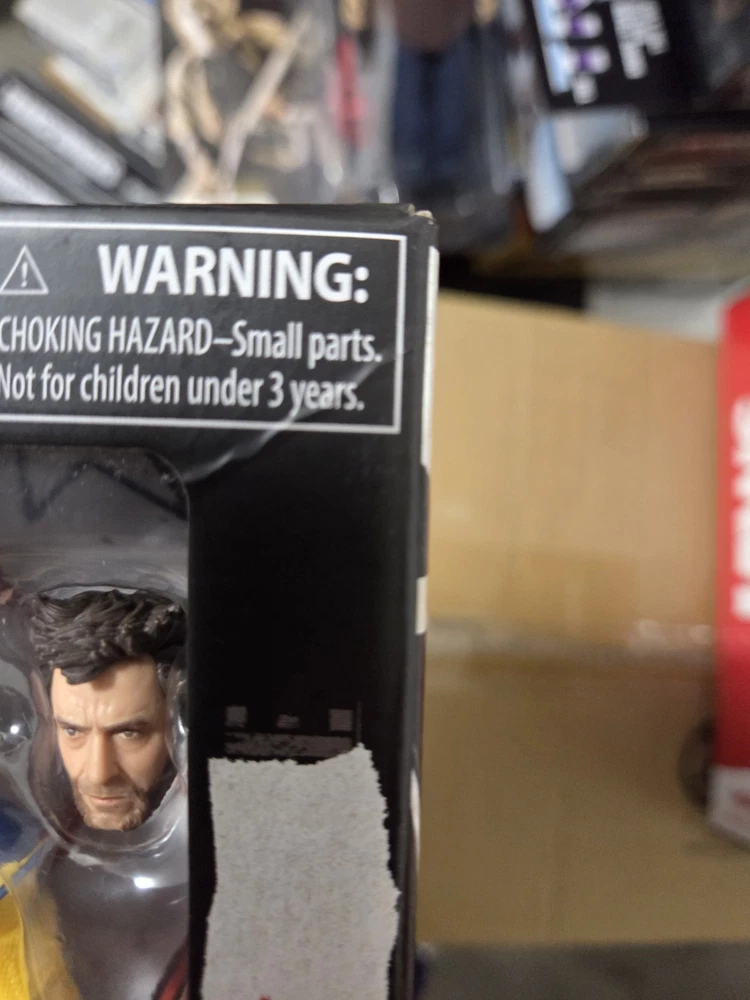 WARNING:
CHOKING HAZARD–Small parts.
Not for children under 3 years.